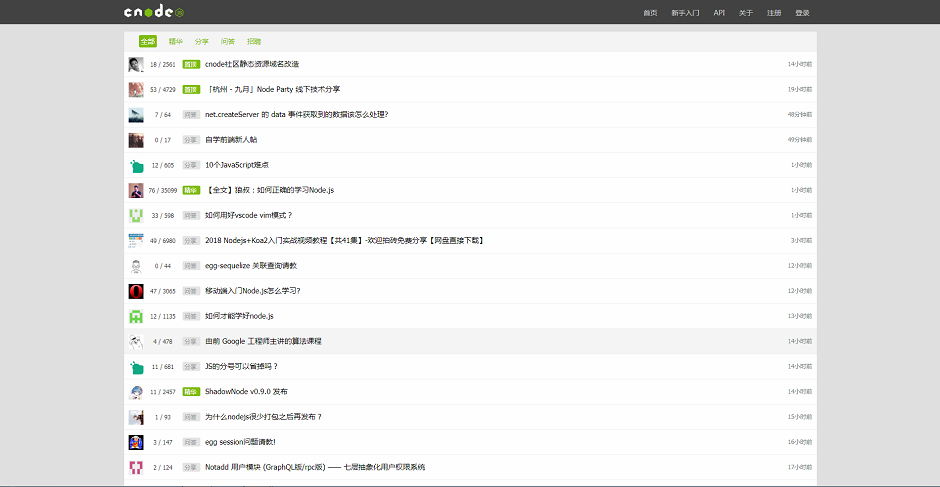 cnode JS
首页 新手入门 API 关于 注册 登录
全部 精华 分享 问答 招聘
18 / 2561 置顶 cnode社区静态资源域名改造 14小时前
53 / 4729 置顶 「杭州 - 九月」Node Party 线下技术分享 19小时前
7 / 64 问答 net.createServer 的 data 事件获取到的数据该怎么处理? 48分钟前
0 / 17 分享 自学前端新人帖 49分钟前
12 / 605 分享 10个JavaScript难点 1小时前
76 / 35099 精华 【全文】狼叔：如何正确的学习Node.js 1小时前
33 / 598 问答 如何用好vscode vim模式？ 1小时前
49 / 6980 分享 2018 Nodejs+Koa2入门实战视频教程【共41集】-欢迎拍砖免费分享【网盘直接下载】 3小时前
0 / 44 问答 egg-sequelize 关联查询请教 12小时前
47 / 3065 问答 移动端入门Node.js怎么学习? 12小时前
12 / 1135 问答 如何才能学好node.js 13小时前
4 / 478 分享 由前 Google 工程师主讲的算法课程 14小时前
11 / 681 分享 JS的分号可以省掉吗？ 14小时前
11 / 2457 精华 ShadowNode v0.9.0 发布 14小时前
1 / 93 问答 为什么nodejs很少打包之后再发布？ 15小时前
3 / 147 问答 egg session问题请教! 16小时前
2 / 124 分享 Notadd 用户模块 (GraphQL版/rpc版) —— 七层抽象化用户权限系统 17小时前